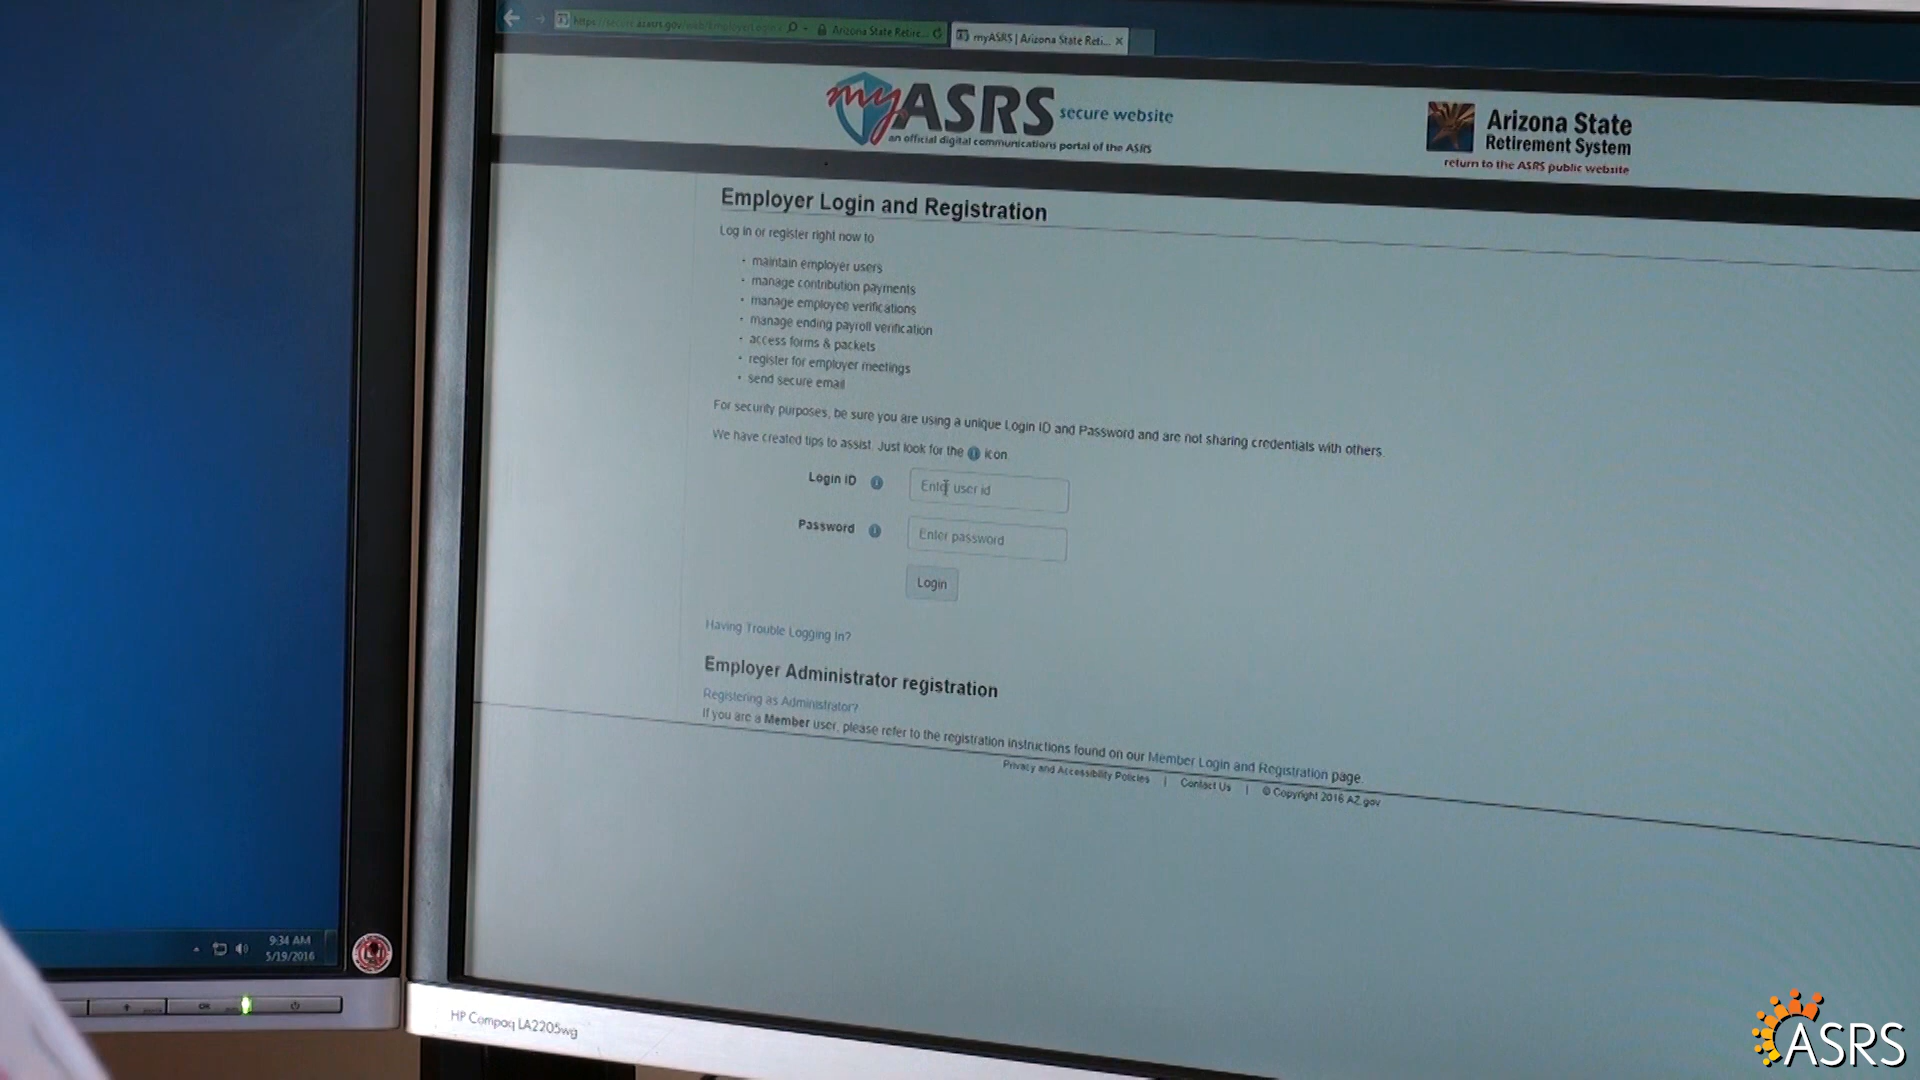 Arizona State Retire...
myASRS | Arizona State Reti...
myASRS secure website
an official digital communications portal of the ASRS
Arizona State
Retirement System
return to the ASRS public website
Employer Login and Registration
Log in or register right now to
• maintain employer users
• manage contribution payments
• manage employee verifications
• manage ending payroll verification
• access forms & packets
• register for employer meetings
• send secure email
For security purposes, be sure you are using a unique Login ID and Password and are not sharing credentials with others.
We have created tips to assist. Just look for the i icon.
Login ID
Enter user id
Password
Enter password
Login
Having Trouble Logging In?
Employer Administrator registration
Registering as Administrator?
If you are a Member user, please refer to the registration instructions found on our Member Login and Registration page.
Privacy and Accessibility Policies | Contact Us | © Copyright 2016 AZ.gov
9:34 AM
5/19/2016
HP Compaq LA2205wg
ASRS